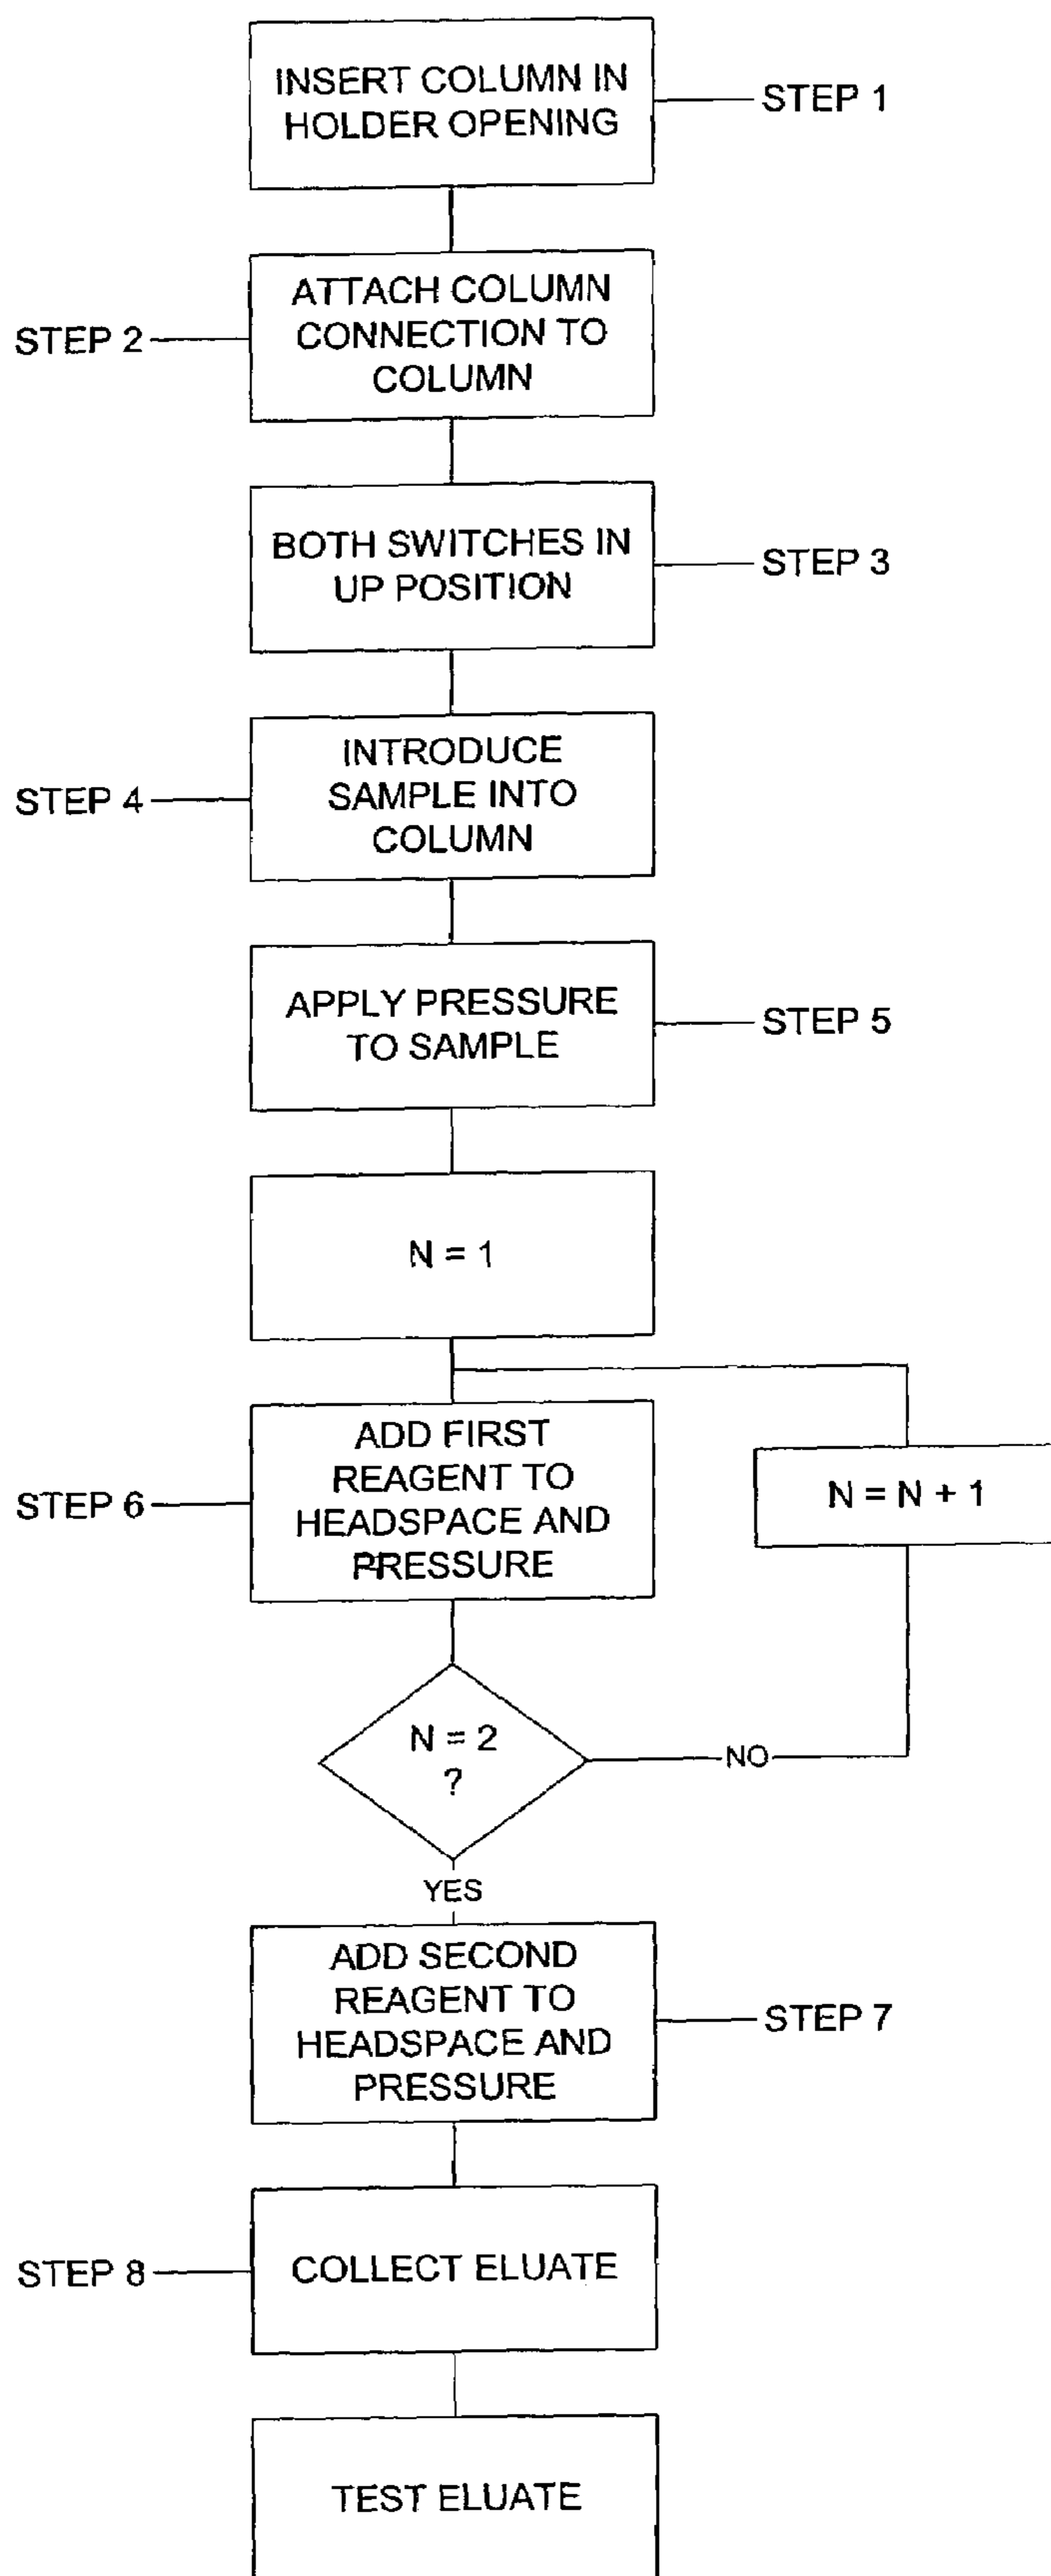 INSERT COLUMN IN
HOLDER OPENING
STEP 1
ATTACH COLUMN
CONNECTION TO
COLUMN
STEP 2
BOTH SWITCHES IN
UP POSITION
STEP 3
INTRODUCE
SAMPLE INTO
COLUMN
STEP 4
APPLY PRESSURE
TO SAMPLE
STEP 5
N = 1
ADD FIRST
REAGENT TO
HEADSPACE AND
PRESSURE
STEP 6
N = N + 1
N = 2
?
NO
YES
ADD SECOND
REAGENT TO
HEADSPACE AND
PRESSURE
STEP 7
COLLECT ELUATE
STEP 8
TEST ELUATE